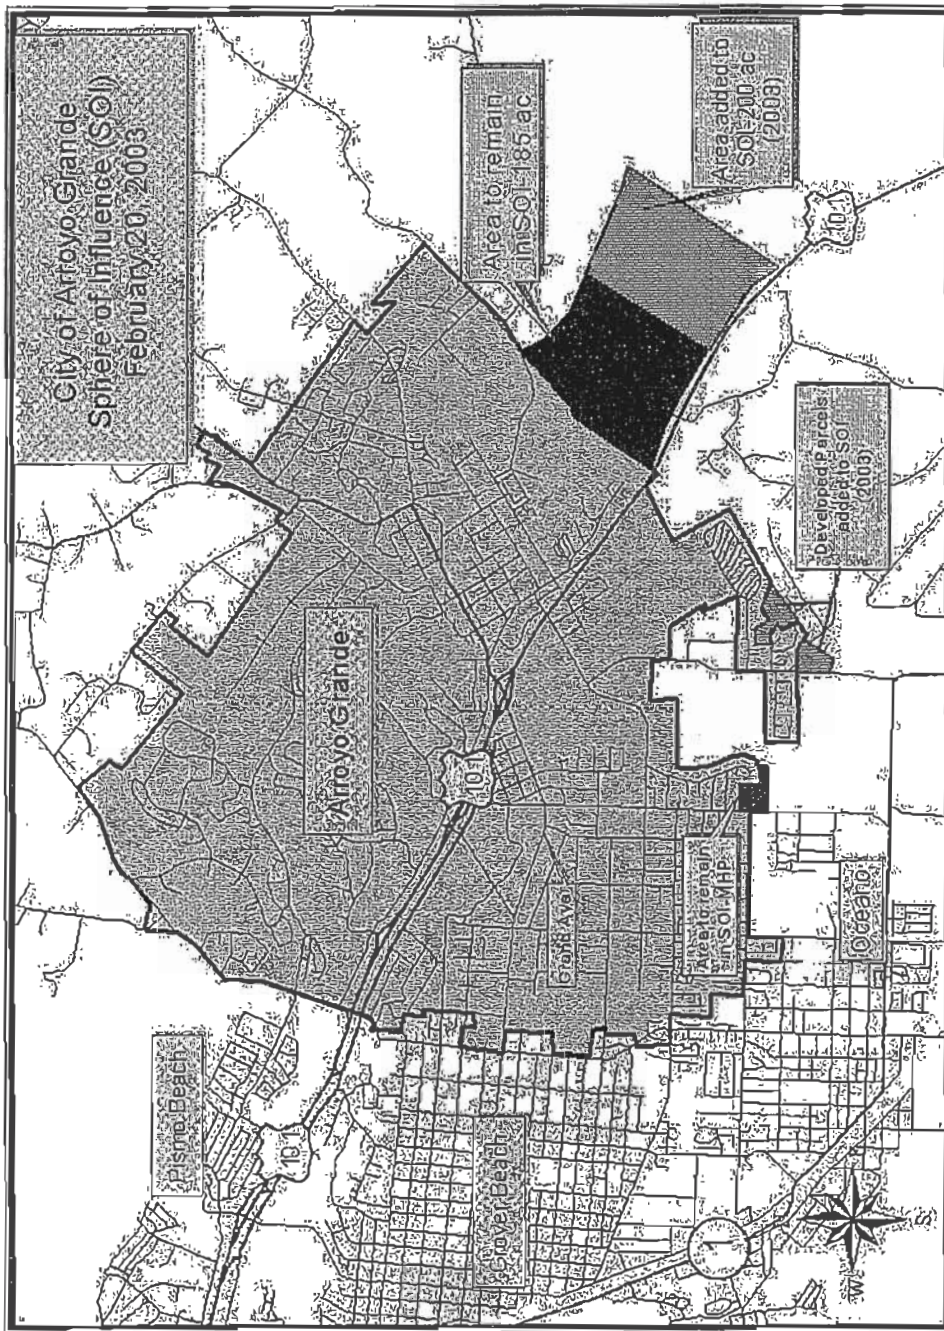 City of Arroyo Grande
Sphere of Influence (SOI)
February 20, 2003
Area to remain
in SOI-185 ac
Area added to
SOI-200 ac
(2003)
101
Developed Parcels
added to SOI
(2003)
Arroyo Grande
101
Grand Ave
Area to remain
in SOI-MHP
Oceano
Pismo Beach
101
Grover Beach
1
W
S